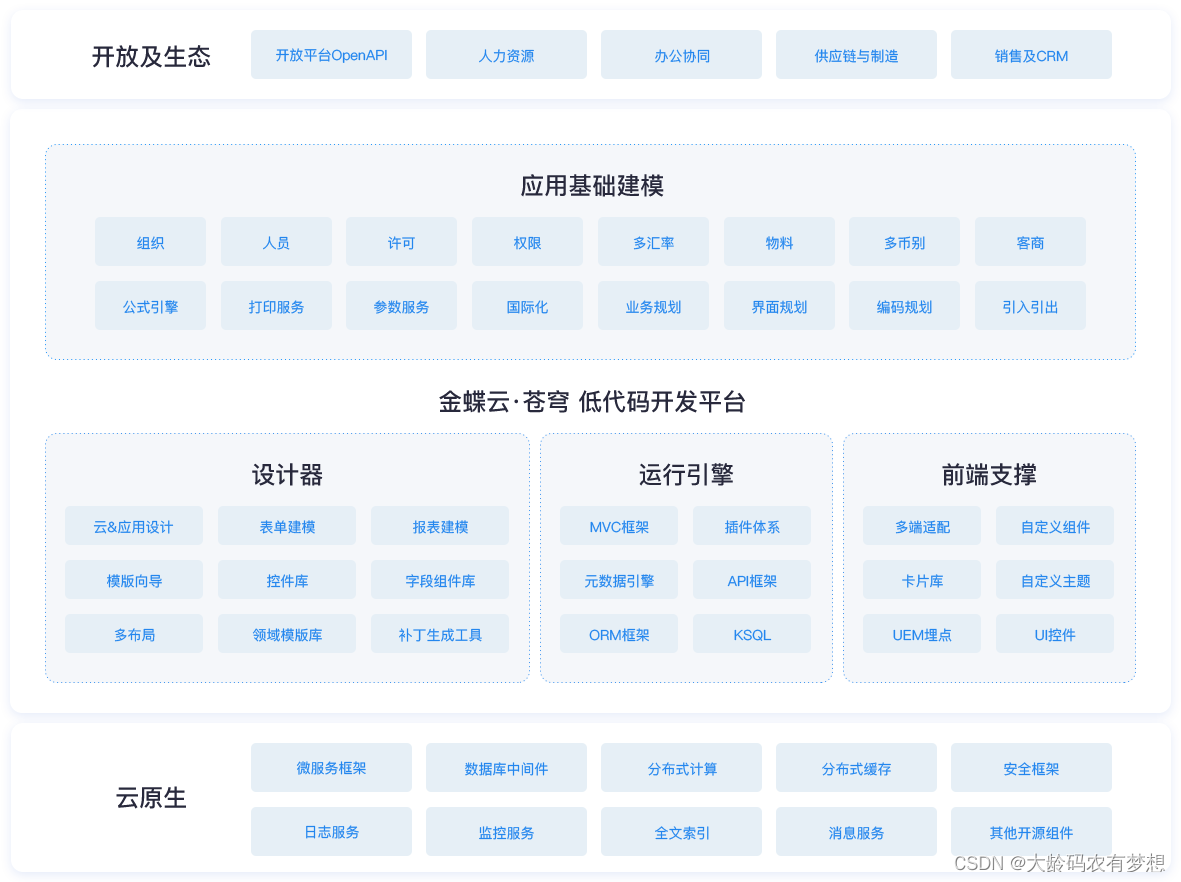 开放及生态
开放平台OpenAPI
人力资源
办公协同
供应链与制造
销售及CRM
应用基础建模
组织
人员
许可
权限
多汇率
物料
多币别
客商
公式引擎
打印服务
参数服务
国际化
业务规划
界面规划
编码规划
引入引出
金蝶云·苍穹 低代码开发平台
设计器
云&应用设计
表单建模
报表建模
模版向导
控件库
字段组件库
多布局
领域模版库
补丁生成工具
运行引擎
MVC框架
插件体系
元数据引擎
API框架
ORM框架
KSQL
前端支撑
多端适配
自定义组件
卡片库
自定义主题
UEM埋点
UI控件
云原生
微服务框架
数据库中间件
分布式计算
分布式缓存
安全框架
日志服务
监控服务
全文索引
消息服务
其他开源组件
CSDN @大龄码农有梦想